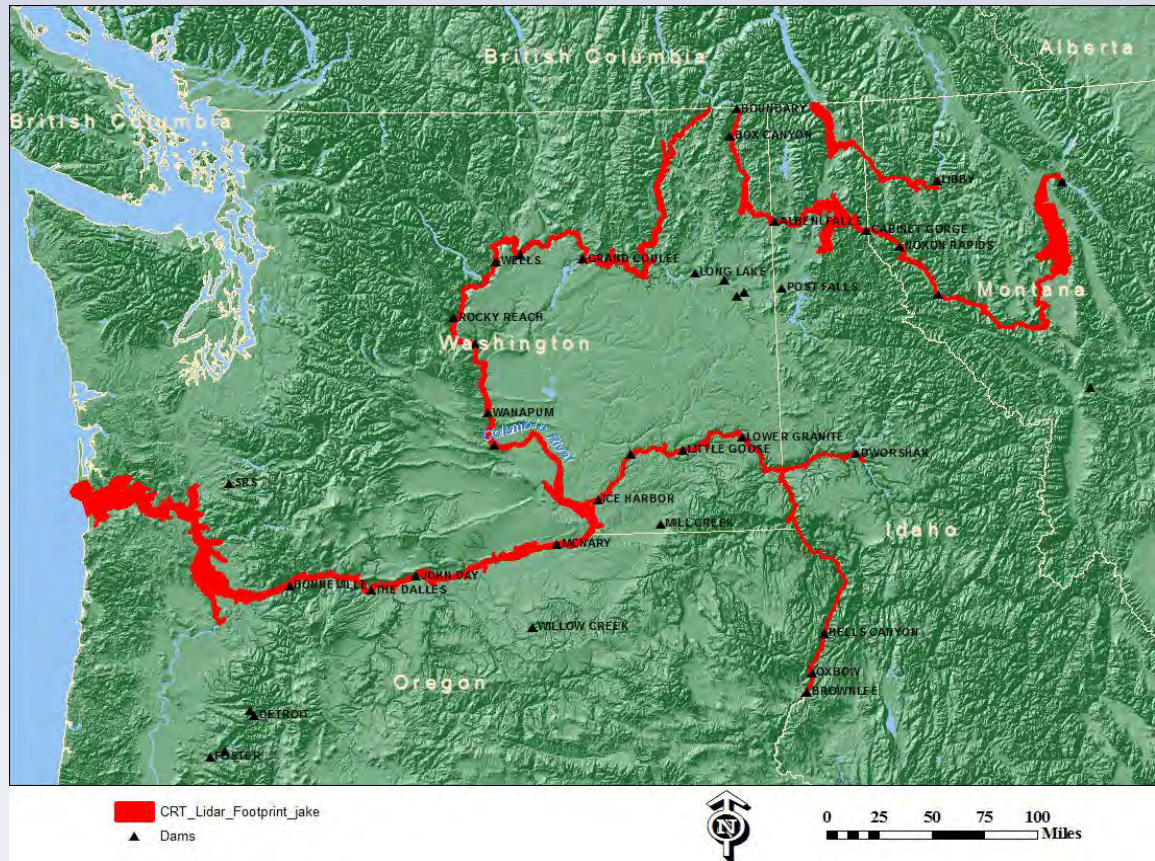 British Columbia
Alberta
British Columbia
BOUNDARY
BOX CANYON
LIBBY
ALBENI FALLS
CABINET GORGE
NOXON RAPIDS
WELLS
GRAND COULEE
LONG LAKE
POST FALLS
Montana
ROCKY REACH
Washington
WANAPUM
Columbia River
LOWER GRANITE
LITTLE GOOSE
DWORSHAK
SRS
ICE HARBOR
MILL CREEK
Idaho
MCNARY
JOHN DAY
BONNEVILLE
THE DALLES
WILLOW CREEK
HELLS CANYON
OXBOW
Oregon
BROWNLEE
DETROIT
FOSTER
CRT_Lidar_Footprint_jake
Dams
N
0 25 50 75 100
Miles